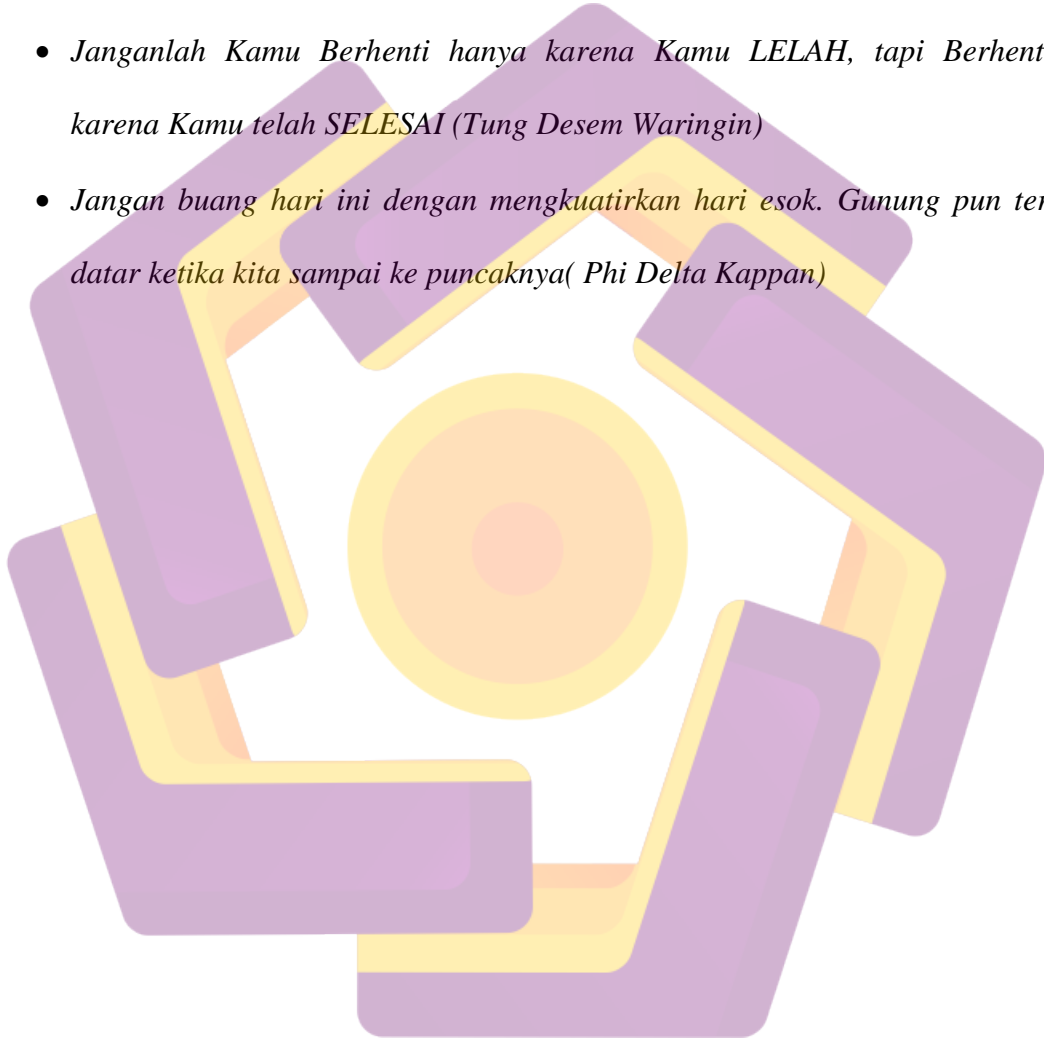 • Janganlah Kamu Berhenti hanya karena Kamu LELAH, tapi Berhent
karena Kamu telah SELESAI (Tung Desem Waringin)
• Jangan buang hari ini dengan mengkuatirkan hari esok. Gunung pun ter
datar ketika kita sampai ke puncaknya( Phi Delta Kappan)